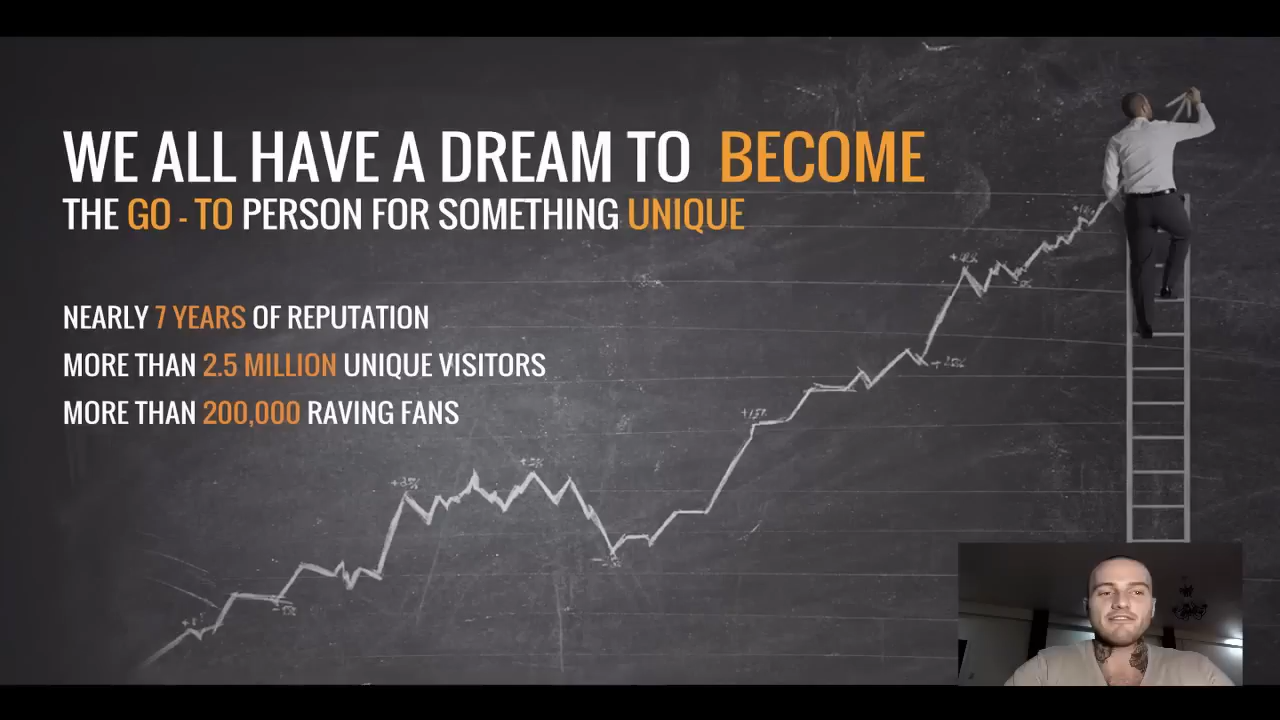 WE ALL HAVE A DREAM TO BECOME
THE GO - TO PERSON FOR SOMETHING UNIQUE
NEARLY 7 YEARS OF REPUTATION
MORE THAN 2.5 MILLION UNIQUE VISITORS
MORE THAN 200,000 RAVING FANS